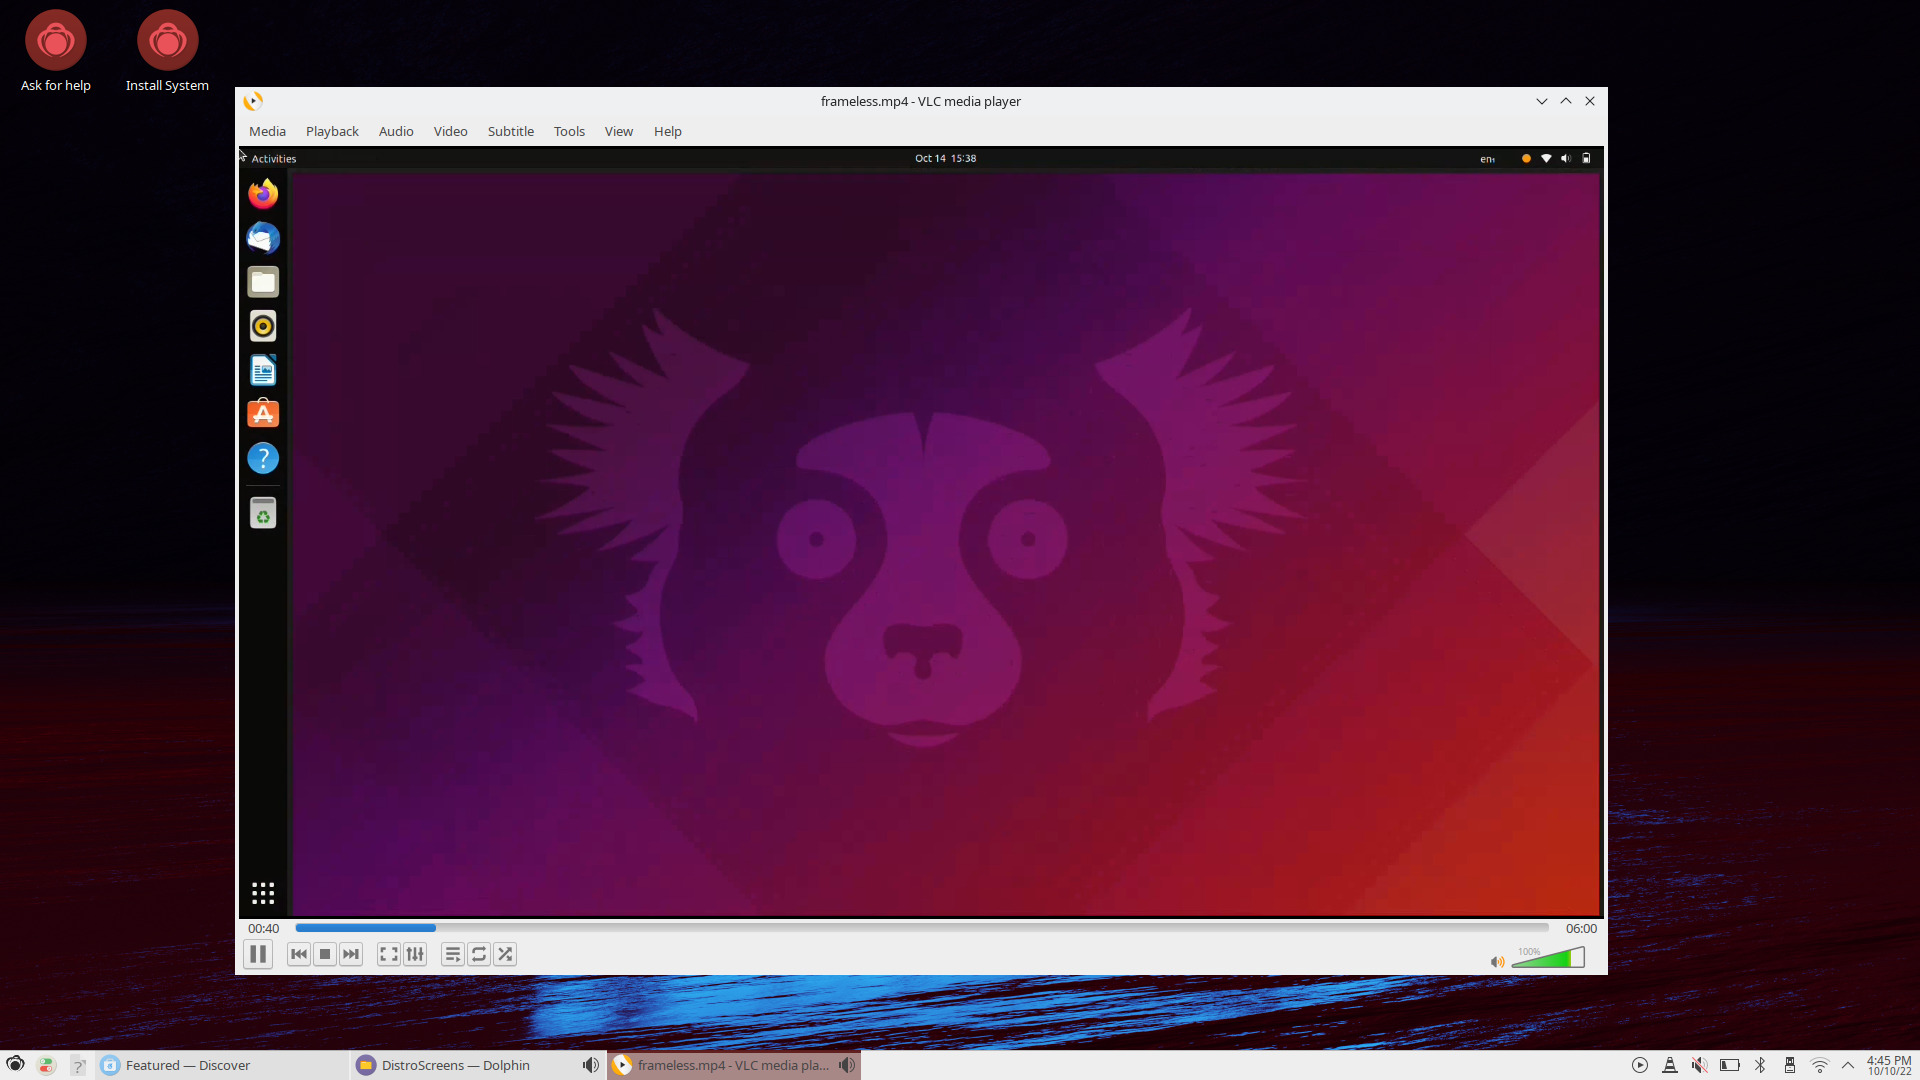 Ask for help
Install System
frameless.mp4 - VLC media player
Media Playback Audio Video Subtitle Tools View Help
Activities
Oct 14 15:38
en₁
00:40
06:00
100%
Featured — Discover
DistroScreens — Dolphin
frameless.mp4 - VLC media pla...
4:45 PM
10/10/22